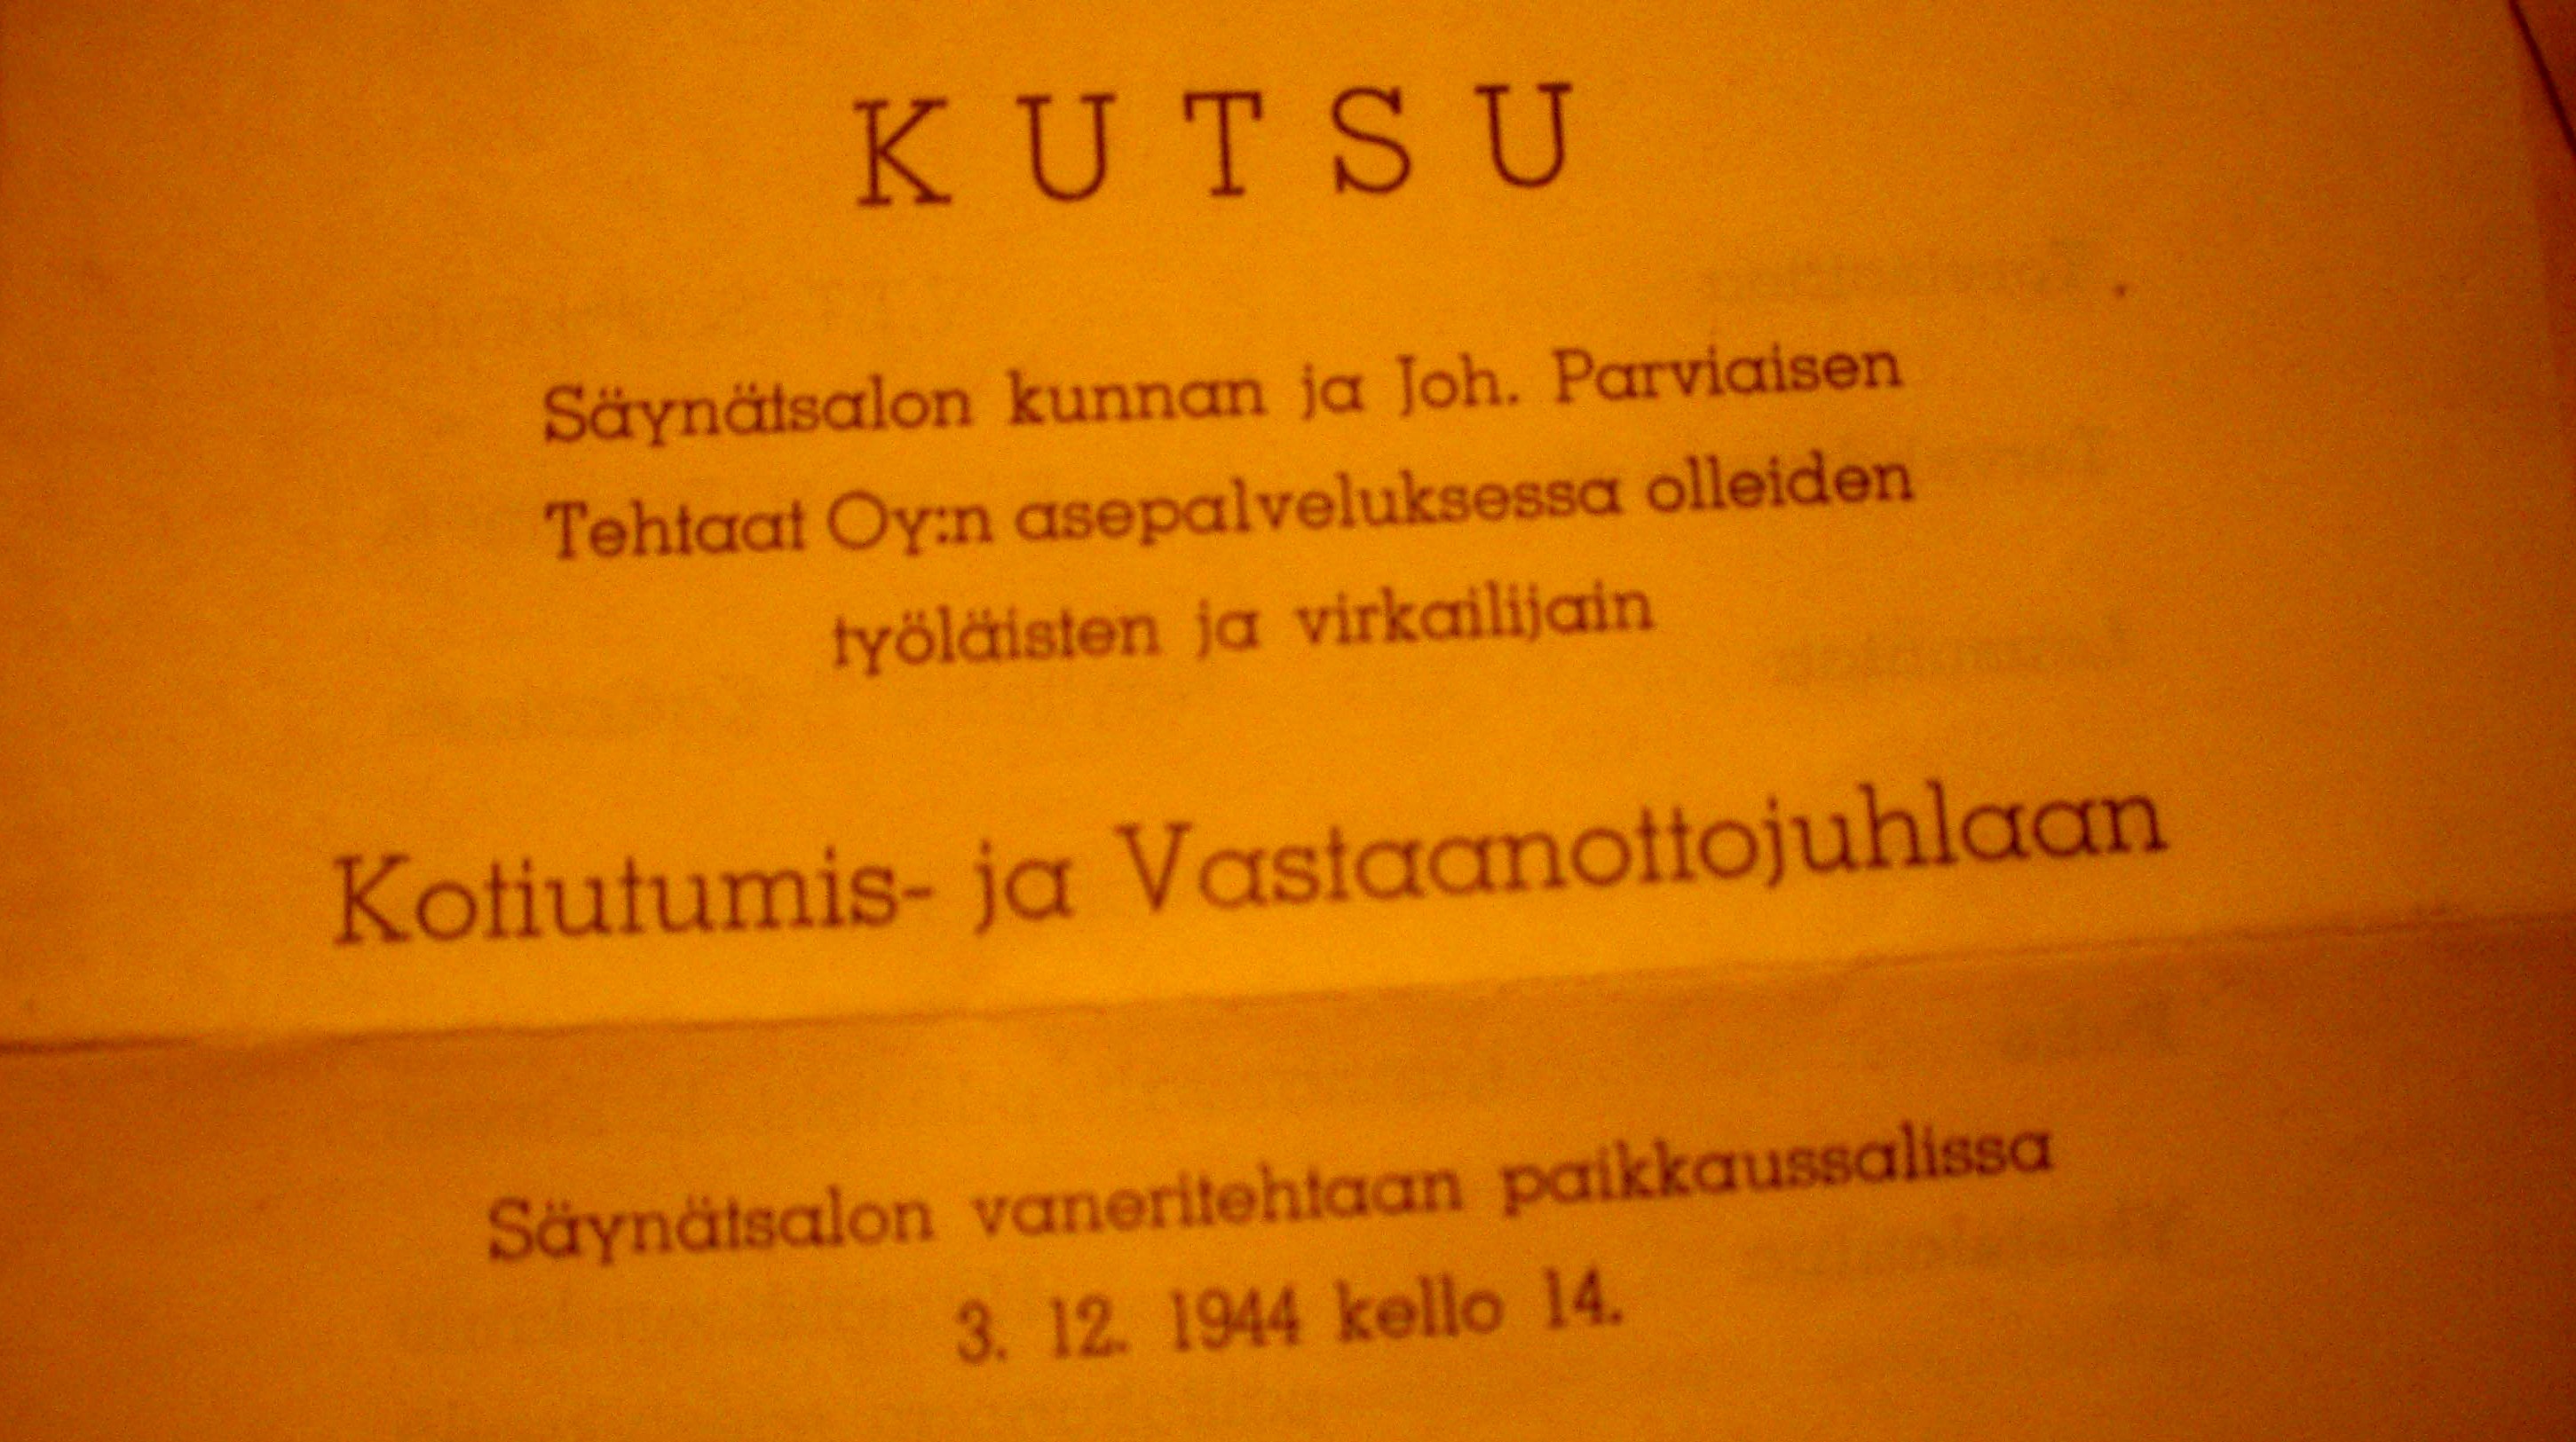 KUTSU
Säynätsalon kunnan ja Joh. Parviaisen
Tehtaat Oy:n asepalveluksessa olleiden
työläisten ja virkailijain
Kotiutumis- ja Vastaanottojuhlaan
Säynätsalon vaneritehtaan paikkaussalissa
3. 12. 1944 kello 14.